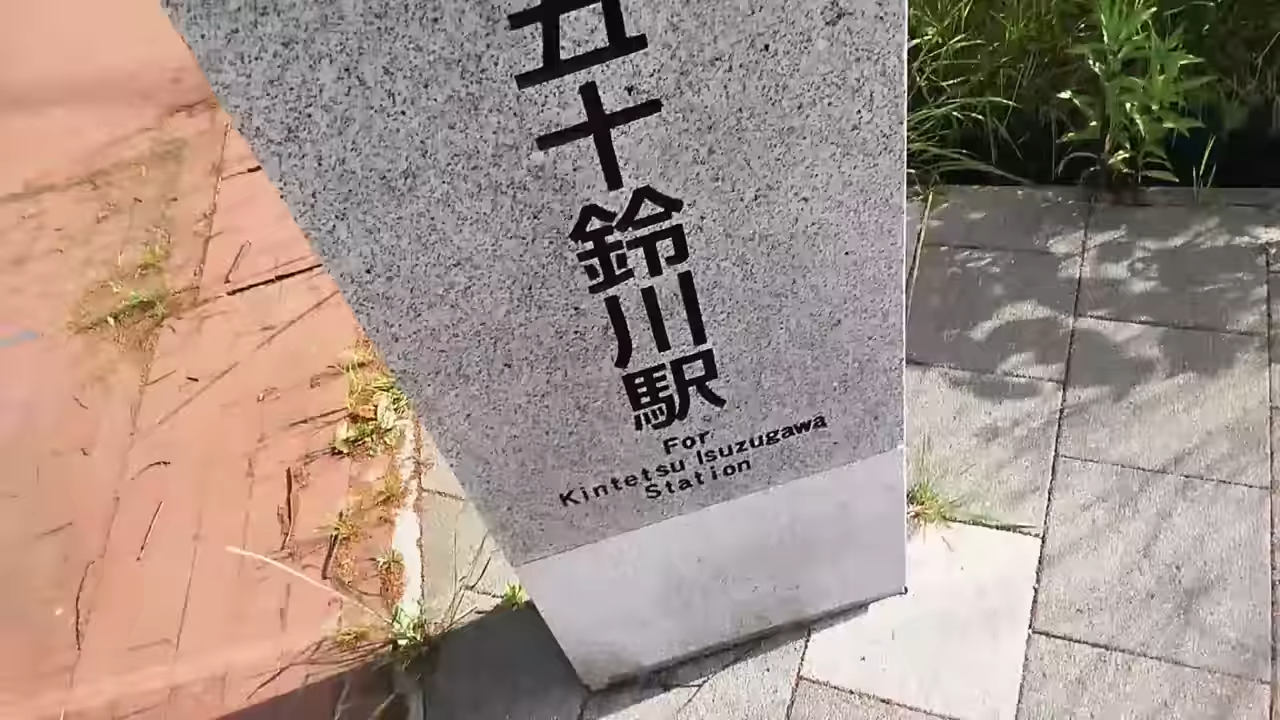 五十鈴川駅
For
Kintetsu Isuzugawa
Station